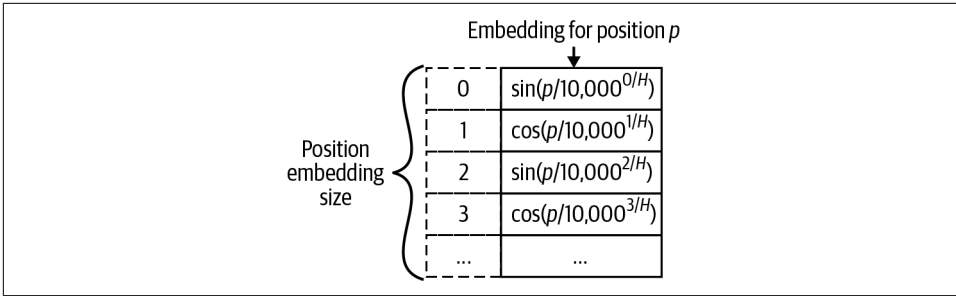 Embedding for position p
0 sin(p/10,000^0/H)
1 cos(p/10,000^1/H)
Position
embedding
size
2 sin(p/10,000^2/H)
3 cos(p/10,000^3/H)
... ...